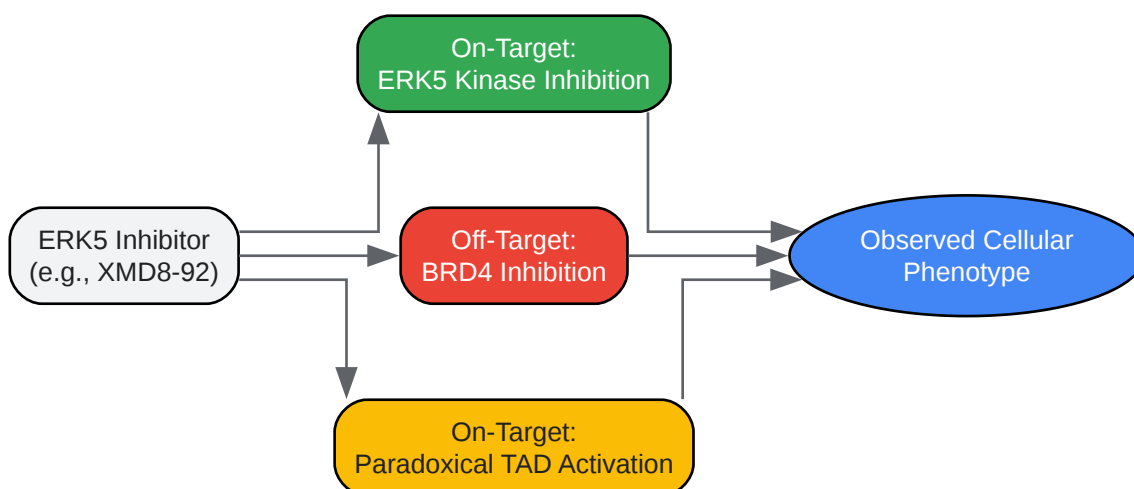 On-Target:
ERK5 Kinase Inhibition
ERK5 Inhibitor
(e.g., XMD8-92)
Off-Target:
BRD4 Inhibition
Observed Cellular
Phenotype
On-Target:
Paradoxical TAD Activation